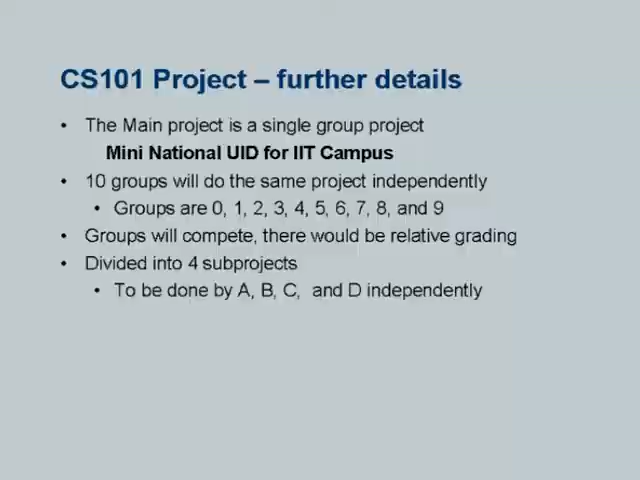 CS101 Project – further details
• The Main project is a single group project
Mini National UID for IIT Campus
• 10 groups will do the same project independently
• Groups are 0, 1, 2, 3, 4, 5, 6, 7, 8, and 9
• Groups will compete, there would be relative grading
• Divided into 4 subprojects
• To be done by A, B, C, and D independently